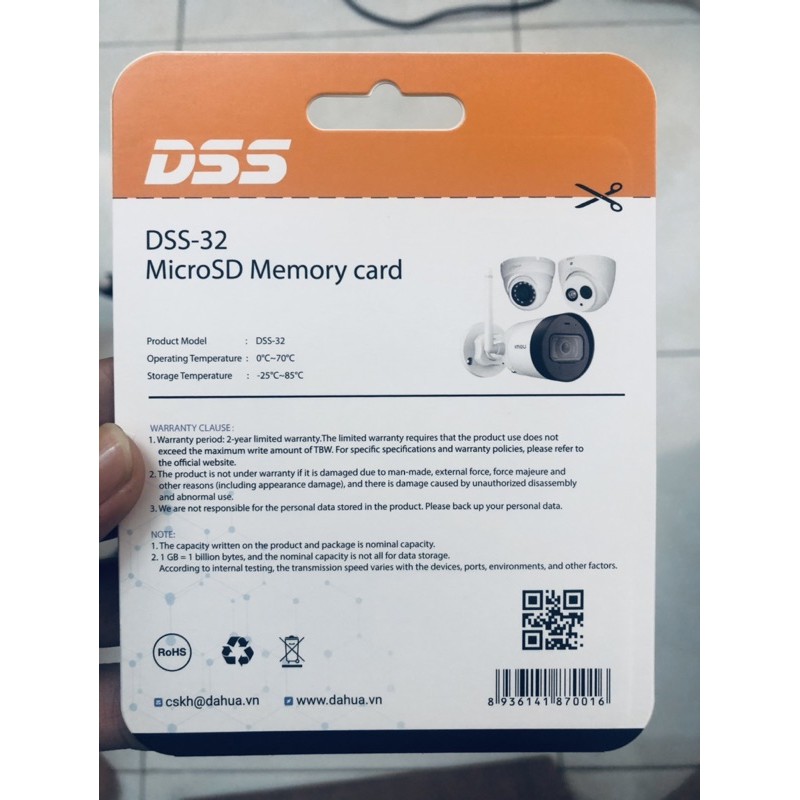 DSS
DSS-32
MicroSD Memory card
Product Model : DSS-32
Operating Temperature : 0°C~70°C
Storage Temperature : -25°C~85°C
WARRANTY CLAUSE:
1. Warranty period: 2-year limited warranty.The limited warranty requires that the product use does not
exceed the maximum write amount of TBW. For specific specifications and warranty policies, please refer to
the official website.
2. The product is not under warranty if it is damaged due to man-made, external force, force majeure and
other reasons (including appearance damage), and there is damage caused by unauthorized disassembly
and abnormal use.
3. We are not responsible for the personal data stored in the product. Please back up your personal data.
NOTE:
1. The capacity written on the product and package is nominal capacity.
2. 1 GB = 1 billion bytes, and the nominal capacity is not all for data storage.
According to internal testing, the transmission speed varies with the devices, ports, environments, and other factors.
RoHS
cskh@dahua.vn www.dahua.vn
8 936141 870016